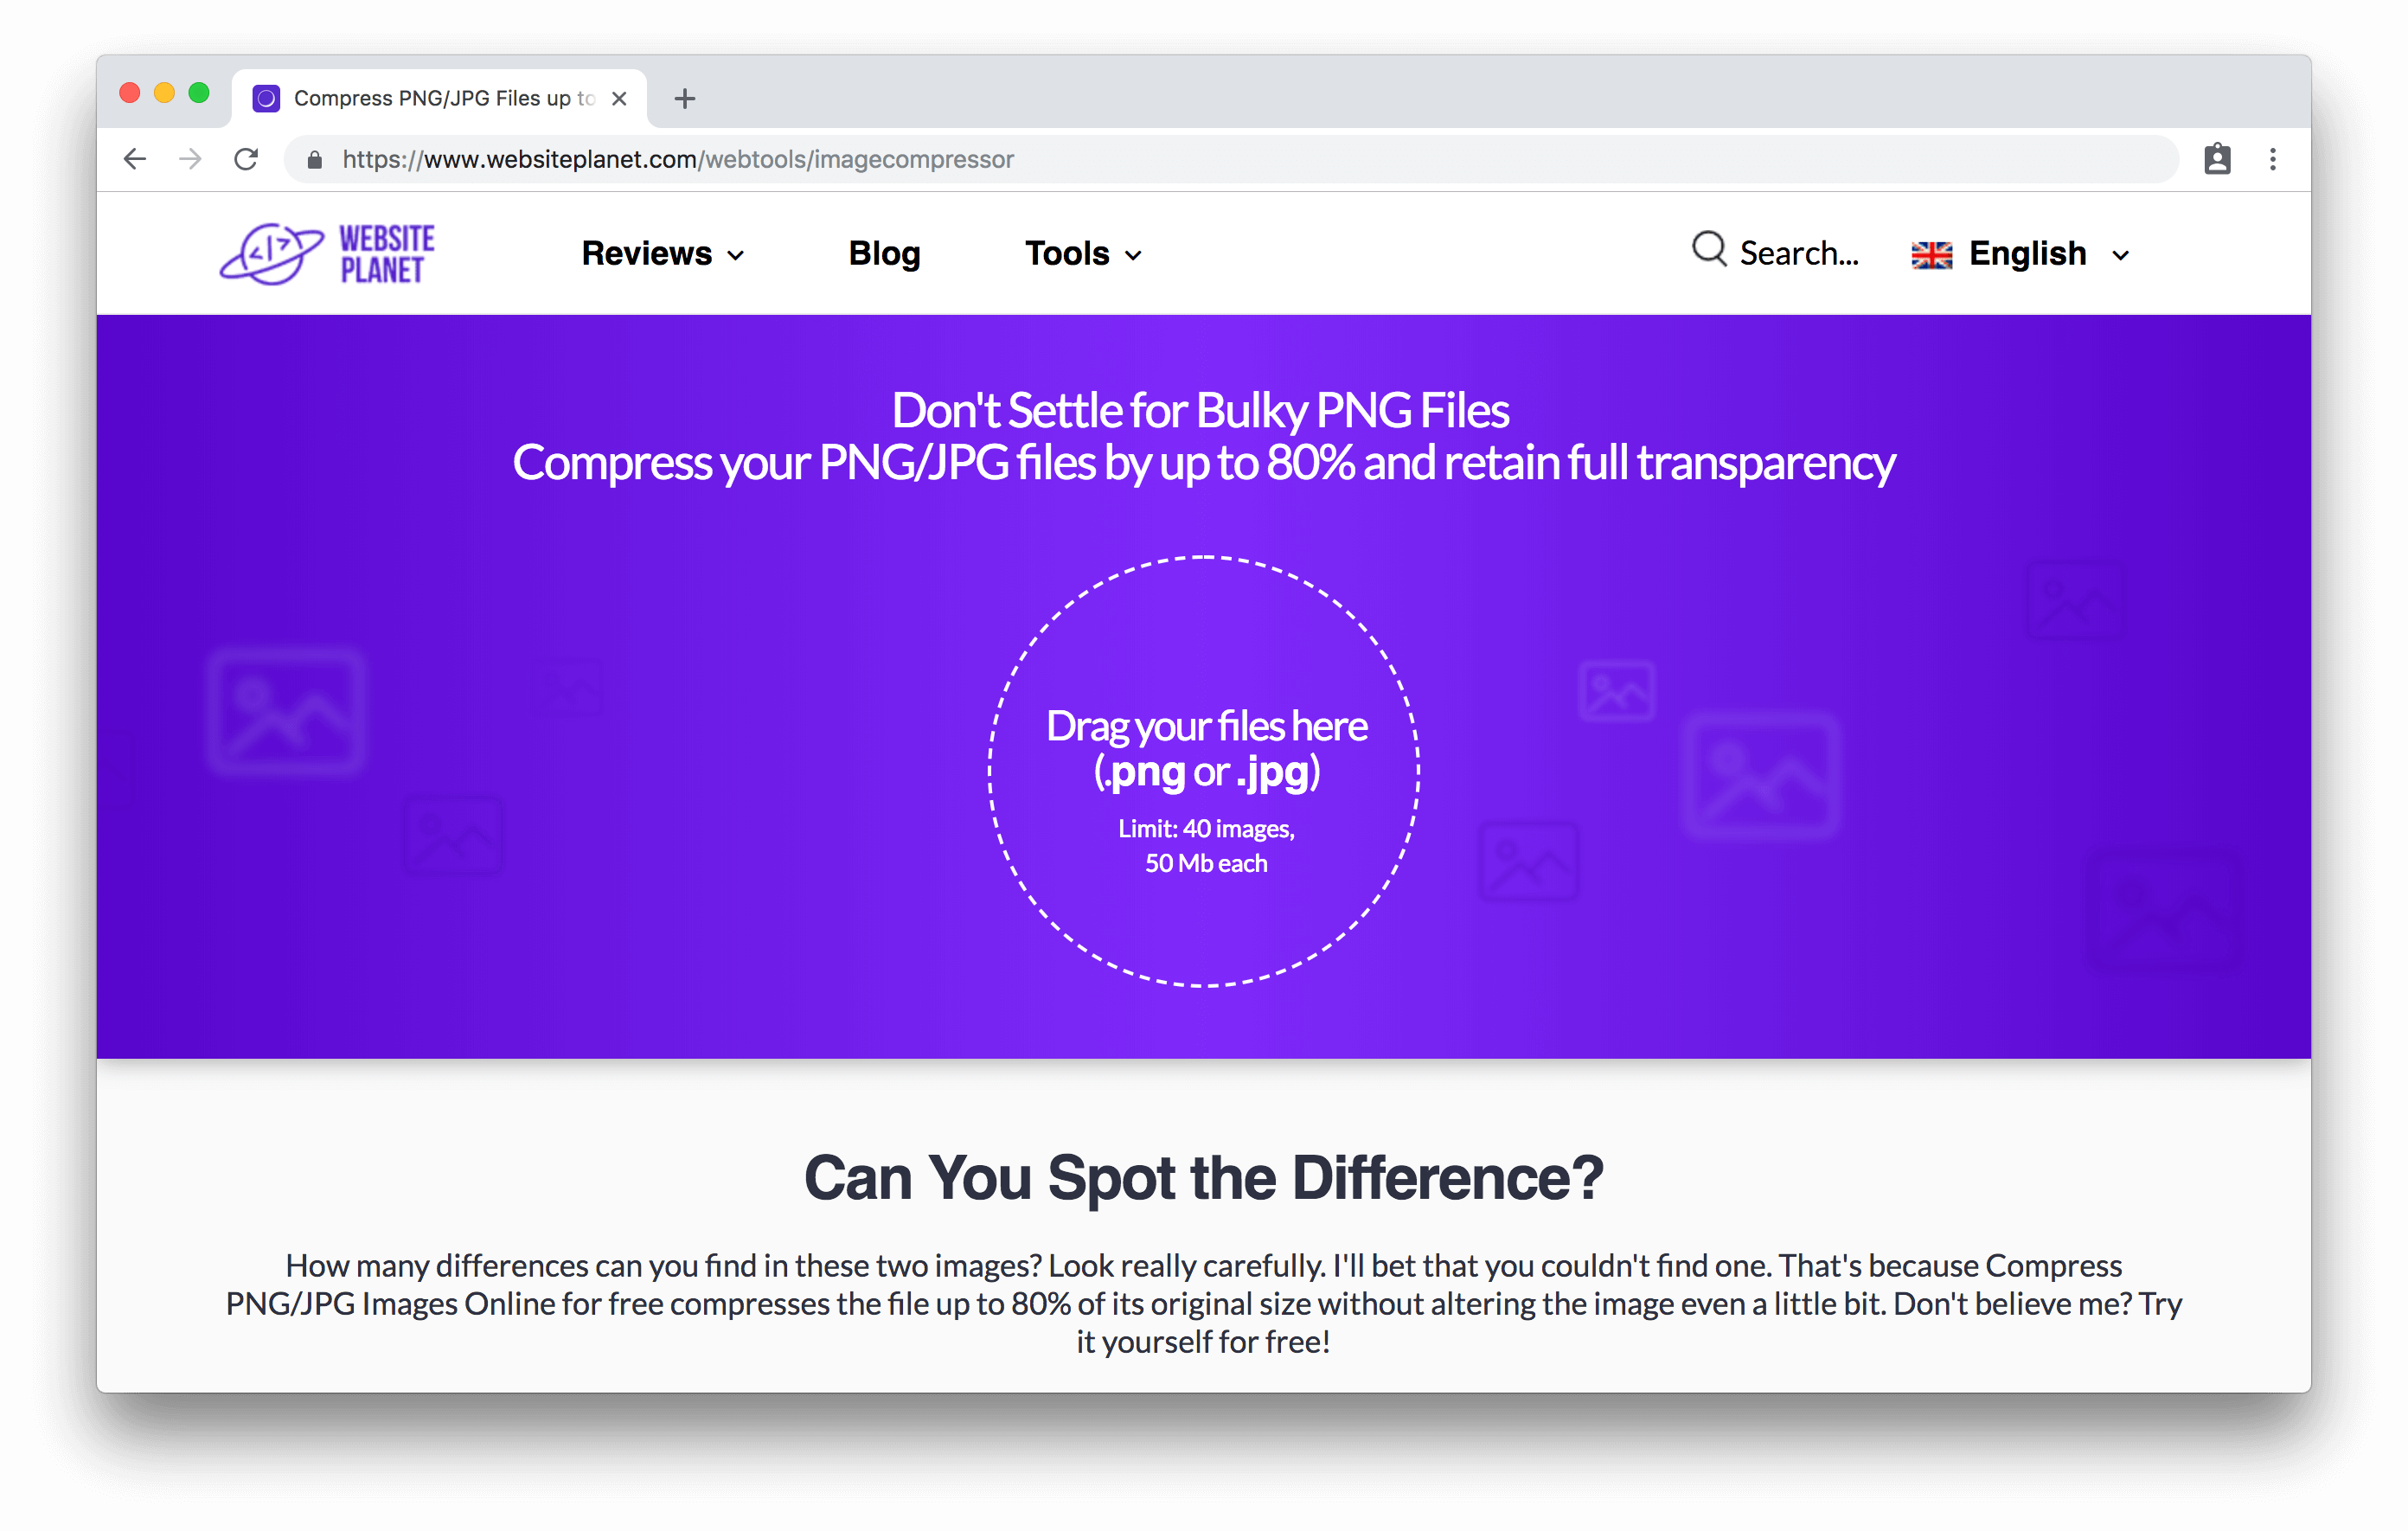 Compress PNG/JPG Files up to
https://www.websiteplanet.com/webtools/imagecompressor
WEBSITE
PLANET
Reviews
Blog
Tools
Search...
English
Don't Settle for Bulky PNG Files
Compress your PNG/JPG files by up to 80% and retain full transparency
Drag your files here
(.png or .jpg)
Limit: 40 images,
50 Mb each
Can You Spot the Difference?
How many differences can you find in these two images? Look really carefully. I'll bet that you couldn't find one. That's because Compress
PNG/JPG Images Online for free compresses the file up to 80% of its original size without altering the image even a little bit. Don't believe me? Try
it yourself for free!